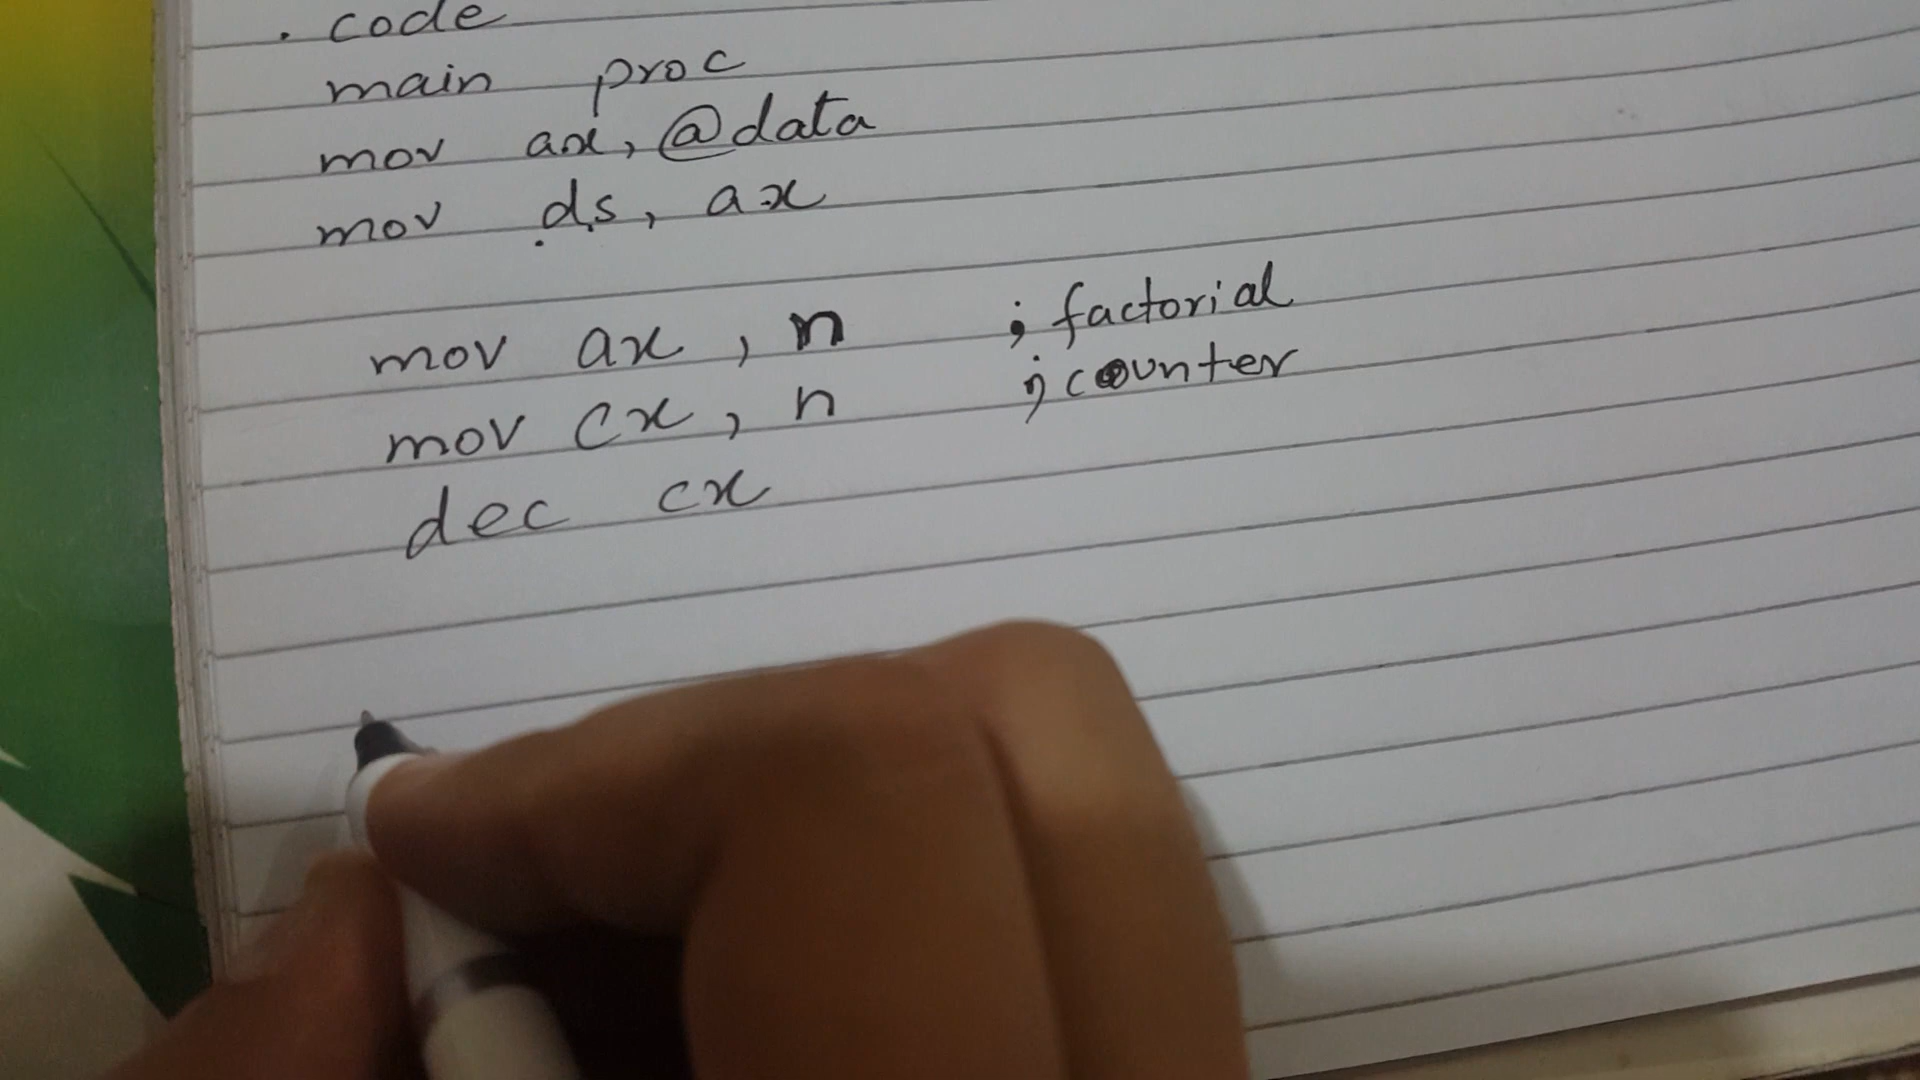 . code
main proc
mov ax, @data
mov ds, ax
mov ax, n ; factorial
mov cx, n ; counter
dec cx